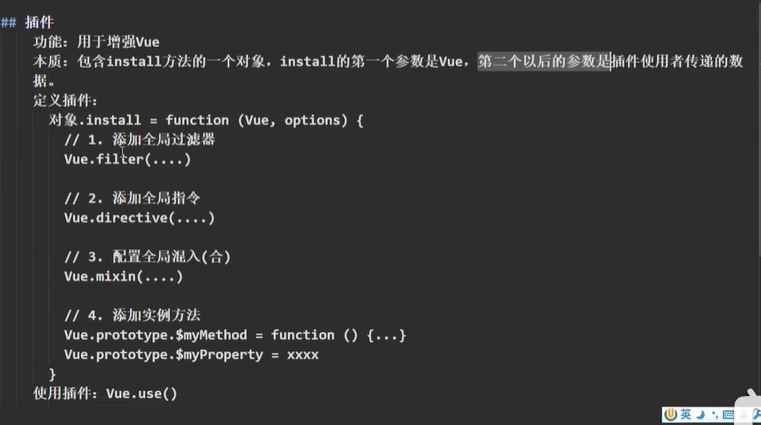 ## 插件
功能：用于增强Vue
本质：包含install方法的一个对象，install的第一个参数是Vue，第二个以后的参数是插件使用者传递的数
据。
定义插件：
对象.install = function (Vue, options) {
// 1. 添加全局过滤器
Vue.filter(....)
// 2. 添加全局指令
Vue.directive(....)
// 3. 配置全局混入(合)
Vue.mixin(....)
// 4. 添加实例方法
Vue.prototype.$myMethod = function () {...}
Vue.prototype.$myProperty = xxxx
}
使用插件：Vue.use()
英